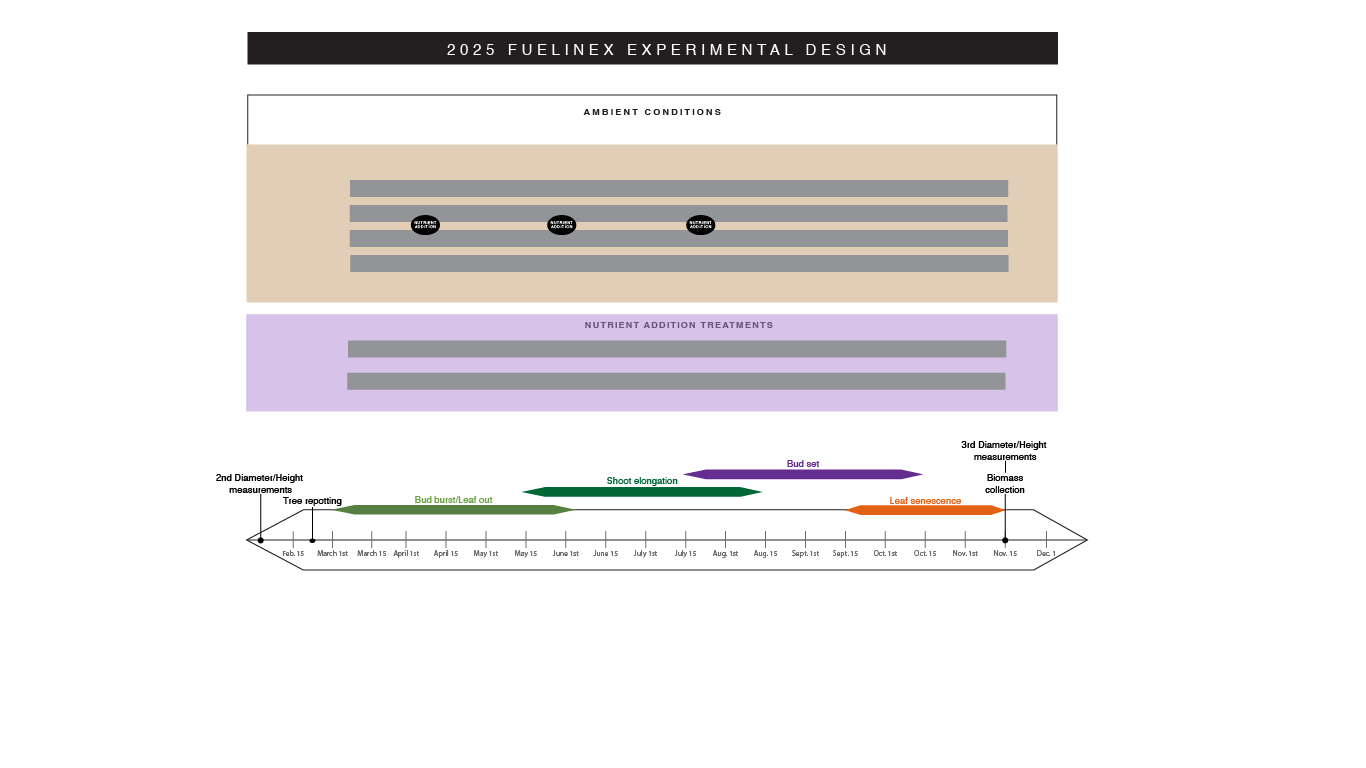 2025 FUELINEX EXPERIMENTAL DESIGN
AMBIENT CONDITIONS
NUTRIENT
ADDITION
NUTRIENT
ADDITION
NUTRIENT
ADDITION
NUTRIENT ADDITION TREATMENTS
3rd Diameter/Height
measurements
Bud set
2nd Diameter/Height
measurements
Shoot elongation
Biomass
collection
Tree repotting
Bud burst/Leaf out
Leaf senescence
Feb. 15 March 1st March 15 April 1st April 15 May 1st May 15 June 1st June 15 July 1st July 15 Aug. 1st Aug. 15 Sept. 1st Sept. 15 Oct. 1st Oct. 15 Nov. 1st Nov. 15 Dec. 1